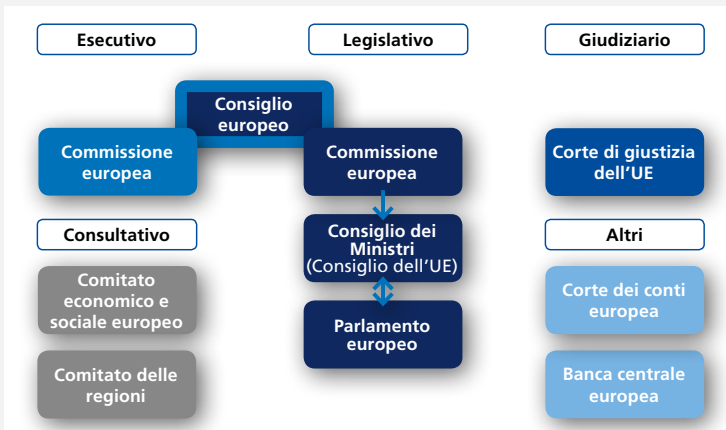 Esecutivo
Legislativo
Giudiziario
Consiglio
europeo
Commissione
europea
Commissione
europea
Corte di giustizia
dell'UE
Consultativo
Consiglio dei
Ministri
(Consiglio dell'UE)
Altri
Comitato
economico e
sociale europeo
Corte dei conti
europea
Parlamento
europeo
Comitato delle
regioni
Banca centrale
europea